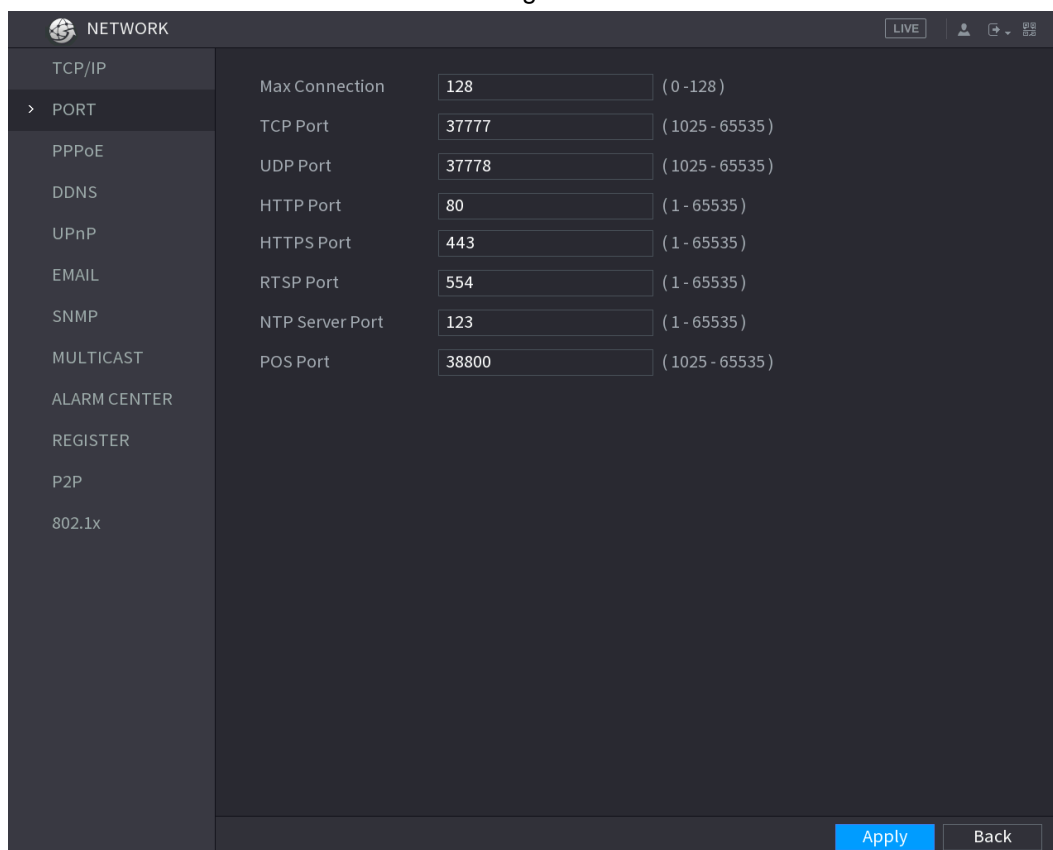 NETWORK LIVE
TCP/IP
PORT
PPPoE
DDNS
UPnP
EMAIL
SNMP
MULTICAST
ALARM CENTER
REGISTER
P2P
802.1x
Max Connection 128 ( 0 -128 )
TCP Port 37777 ( 1025 - 65535 )
UDP Port 37778 ( 1025 - 65535 )
HTTP Port 80 ( 1 - 65535 )
HTTPS Port 443 ( 1 - 65535 )
RTSP Port 554 ( 1 - 65535 )
NTP Server Port 123 ( 1 - 65535 )
POS Port 38800 ( 1025 - 65535 )
Apply Back